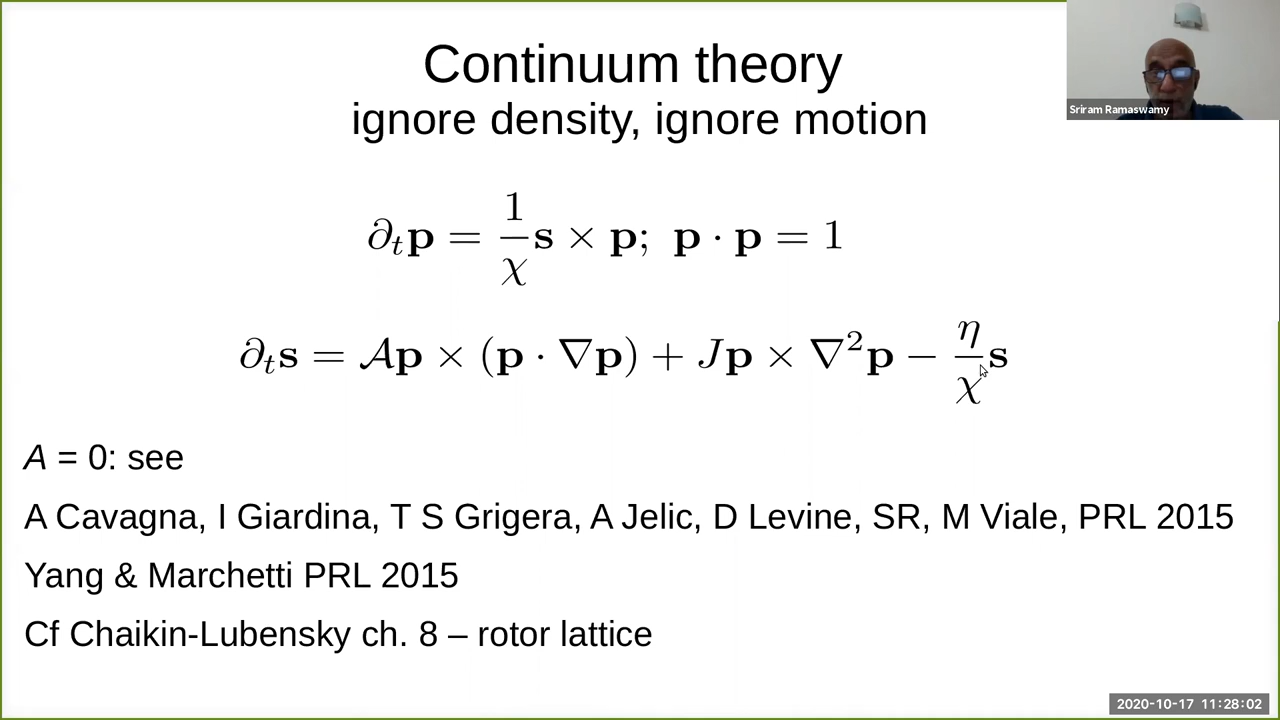 Continuum theory
ignore density, ignore motion
Sriram Ramaswamy
∂ₜ𝐩 = 1/χ 𝐬 × 𝐩; 𝐩 · 𝐩 = 1
∂ₜ𝐬 = 𝒜𝐩 × (𝐩 · ∇𝐩) + J𝐩 × ∇²𝐩 − η/χ 𝐬
A = 0: see
A Cavagna, I Giardina, T S Grigera, A Jelic, D Levine, SR, M Viale, PRL 2015
Yang & Marchetti PRL 2015
Cf Chaikin-Lubensky ch. 8 – rotor lattice
2020-10-17 11:28:02